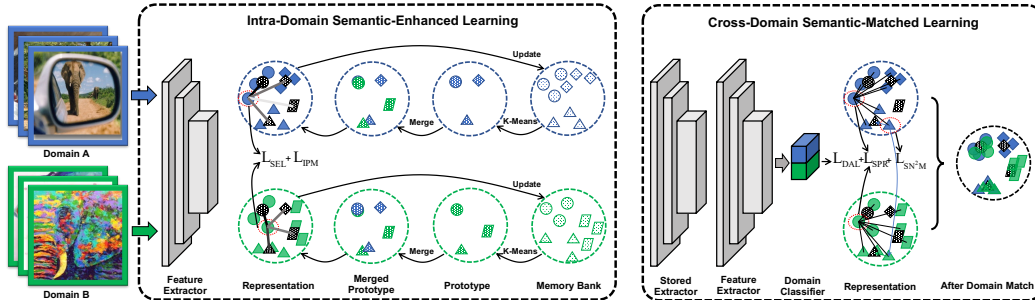 Intra-Domain Semantic-Enhanced Learning
Cross-Domain Semantic-Matched Learning
Update
Merge
K-Means
Domain A
L_SEL + L_IPM
L_DAL + L_SPR + L_SN²M
Update
Merge
K-Means
Domain B
Feature Extractor
Representation
Merged Prototype
Prototype
Memory Bank
Stored Extractor
Feature Extractor
Domain Classifier
Representation
After Domain Match